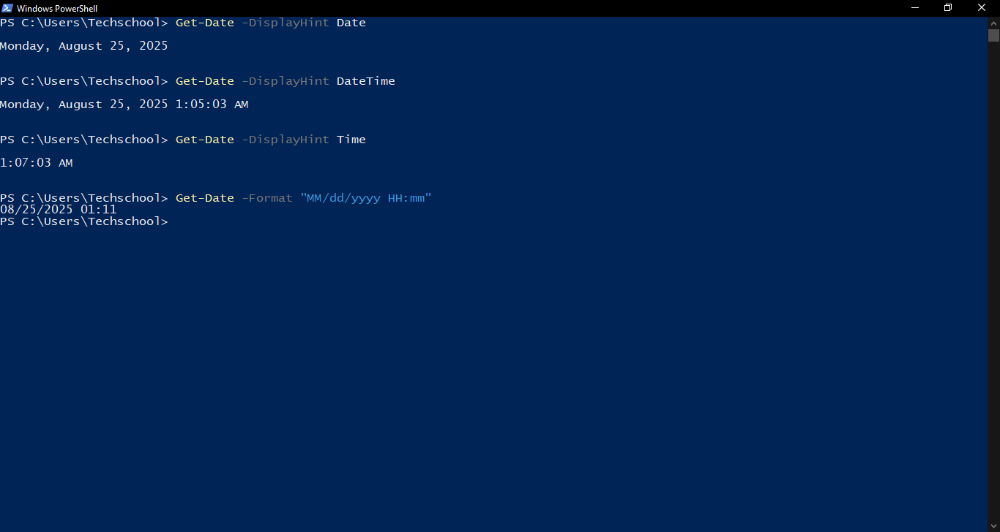 Windows PowerShell
PS C:\Users\Techschool> Get-Date -DisplayHint Date
Monday, August 25, 2025
PS C:\Users\Techschool> Get-Date -DisplayHint DateTime
Monday, August 25, 2025 1:05:03 AM
PS C:\Users\Techschool> Get-Date -DisplayHint Time
1:07:03 AM
PS C:\Users\Techschool> Get-Date -Format "MM/dd/yyyy HH:mm"
08/25/2025 01:11
PS C:\Users\Techschool>